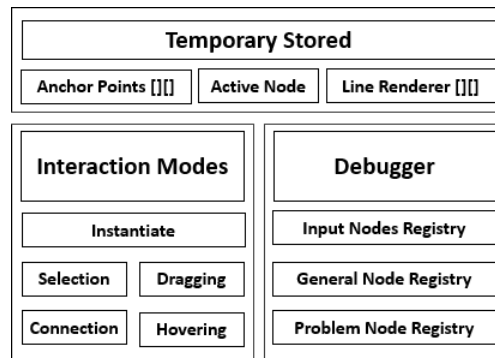 Temporary Stored
Anchor Points [][]
Active Node
Line Renderer [][]
Interaction Modes
Instantiate
Selection
Dragging
Connection
Hovering
Debugger
Input Nodes Registry
General Node Registry
Problem Node Registry